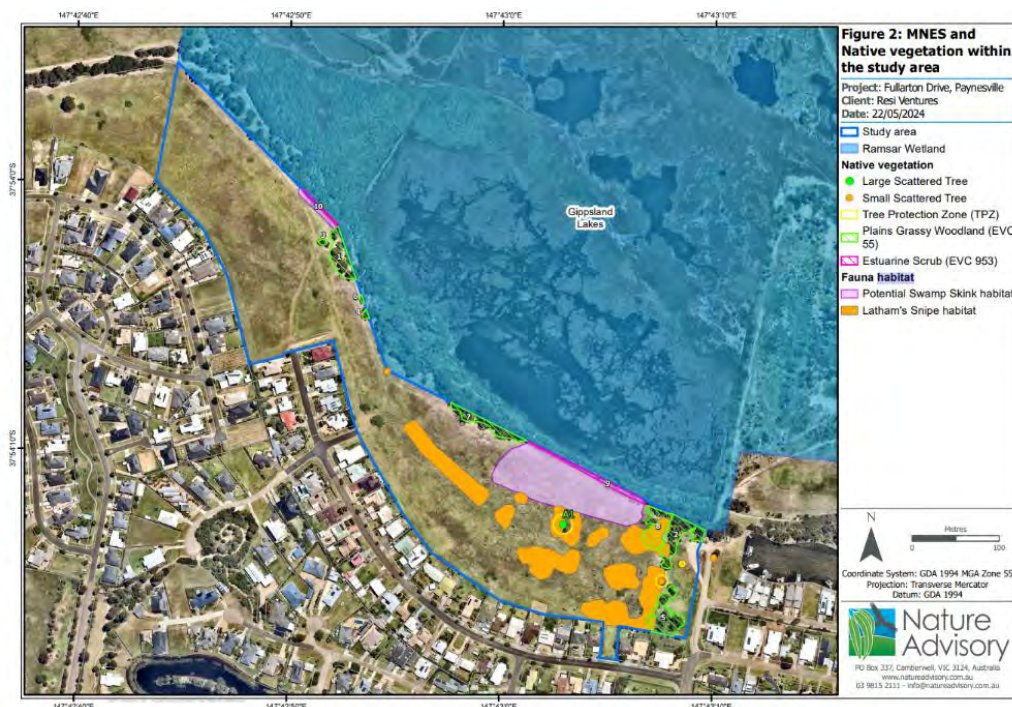 147°42'40"E
147°42'50"E
147°43'0"E
147°43'10"E
Figure 2: MNES and
Native vegetation within
the study area
Project: Fullarton Drive, Paynesville
Client: Resi Ventures
Date: 22/05/2024
Study area
Ramsar Wetland
Native vegetation
Large Scattered Tree
Small Scattered Tree
Tree Protection Zone (TPZ)
Plains Grassy Woodland (EVC
55)
Estuarine Scrub (EVC 953)
Fauna habitat
Potential Swamp Skink habitat
Latham's Snipe habitat
37°54'0"S
37°54'10"S
Gippsland
Lakes
10
7
9
A1
8
2
5
N
Metres
0
100
Coordinate System: GDA 1994 MGA Zone 55
Projection: Transverse Mercator
Datum: GDA 1994
Nature
Advisory
PO Box 337, Camberwell, VIC 3124, Australia
www.natureadvisory.com.au
03 9815 2111 - info@natureadvisory.com.au
147°42'40"E
147°42'50"E
147°43'0"E
147°43'10"E